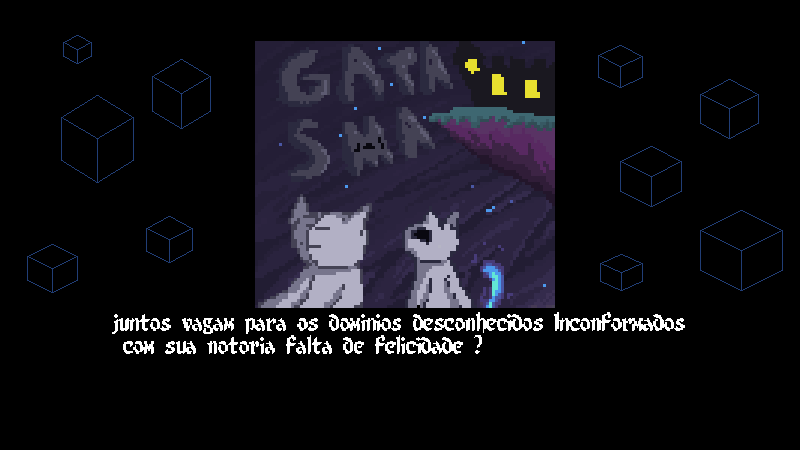 GATA
SMA
juntos vagam para os dominios desconhecidos Inconformados
com sua notoria falta de felicidade ?